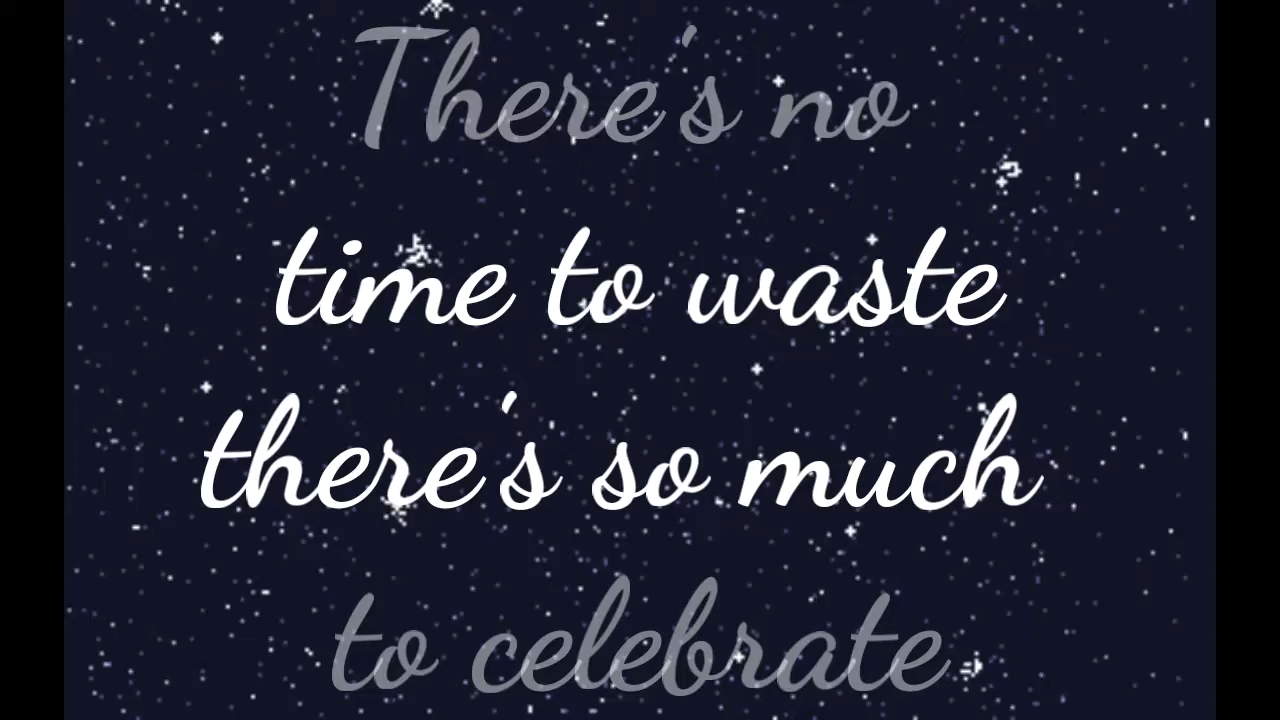 There's no
time to waste
there's so much
to celebrate